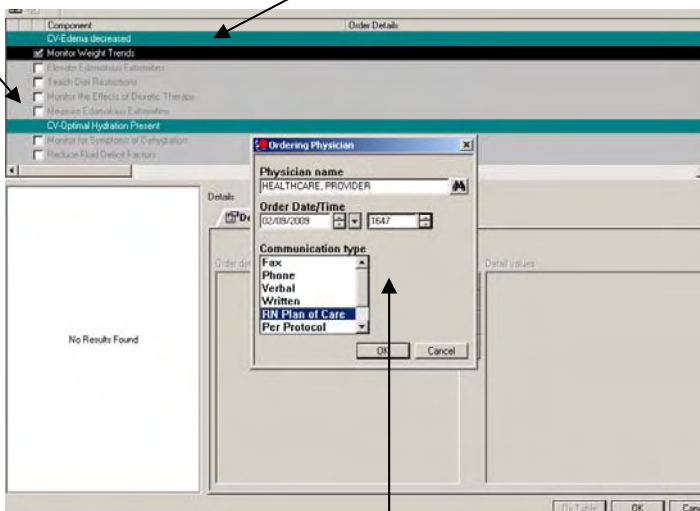 Component Order Details
CV-Edema decreased
Monitor Weight Trends
Elevate Edematous Extremities
Teach Diet Restrictions
Monitor the Effects of Diuretic Therapy
Measure Edematous Extremities
CV-Optimal Hydration Present
Monitor for Symptoms of Dehydration
Reduce Fluid Deficit Factors
Ordering Physician
Physician name
HEALTHCARE, PROVIDER
Order Date/Time
02/09/2009 1647
Communication type
Fax
Phone
Verbal
Written
RN Plan of Care
Per Protocol
OK Cancel
Details
Detail values
No Results Found
Dx Table OK